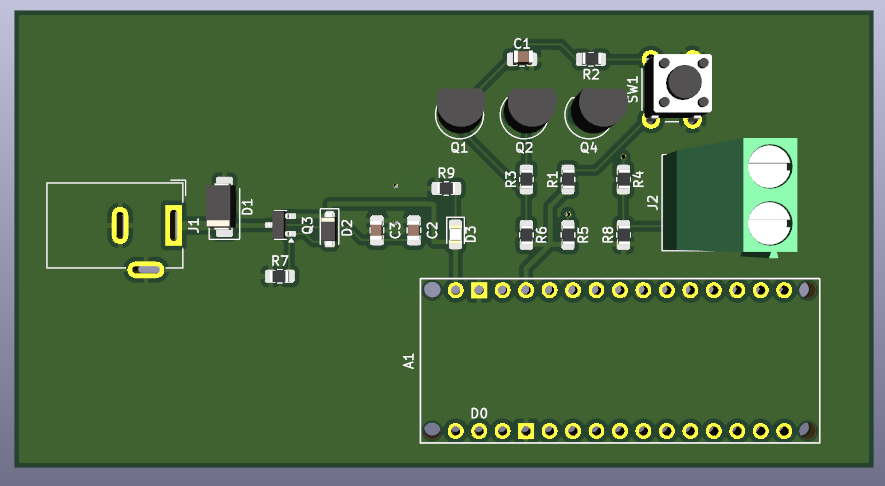 C1
R2
SW1
Q1
Q2
Q4
R9
R3
R1
R4
J2
J1
D1
Q3
D2
C3
C2
D3
R6
R5
R8
R7
A1
D0